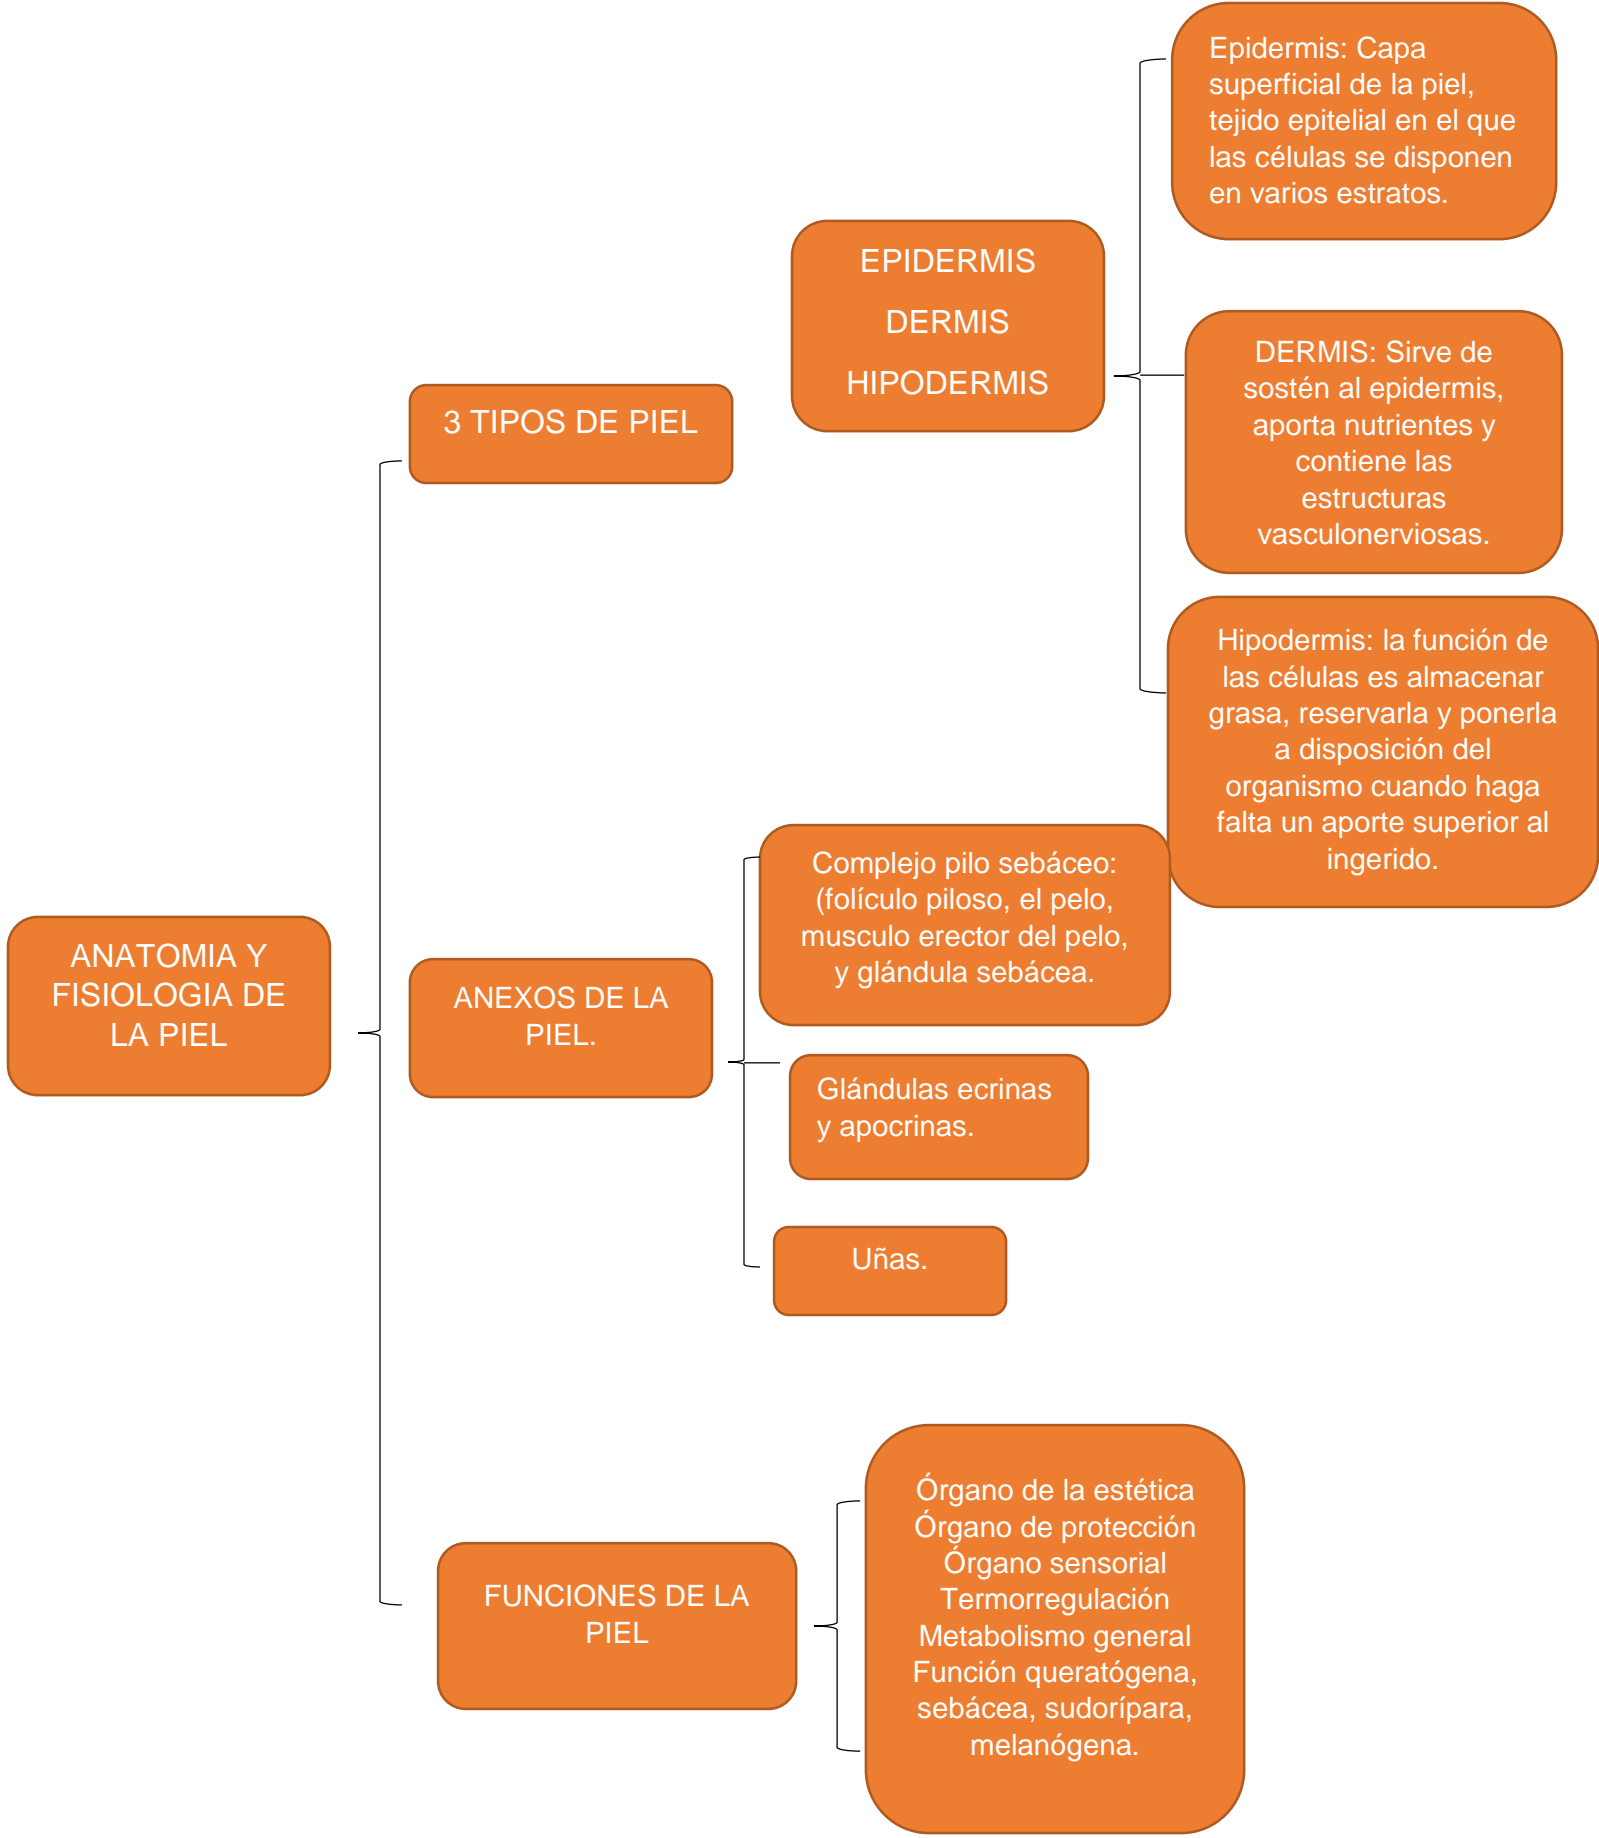 ANATOMIA Y
FISIOLOGIA DE
LA PIEL
3 TIPOS DE PIEL
EPIDERMIS
DERMIS
HIPODERMIS
Epidermis: Capa
superficial de la piel,
tejido epitelial en el que
las células se disponen
en varios estratos.
DERMIS: Sirve de
sostén al epidermis,
aporta nutrientes y
contiene las
estructuras
vasculonerviosas.
Hipodermis: la función de
las células es almacenar
grasa, reservarla y ponerla
a disposición del
organismo cuando haga
falta un aporte superior al
ingerido.
ANEXOS DE LA
PIEL.
Complejo pilo sebáceo:
(folículo piloso, el pelo,
musculo erector del pelo,
y glándula sebácea.
Glándulas ecrinas
y apocrinas.
Uñas.
FUNCIONES DE LA
PIEL
Órgano de la estética
Órgano de protección
Órgano sensorial
Termorregulación
Metabolismo general
Función queratógena,
sebácea, sudorípara,
melanógena.